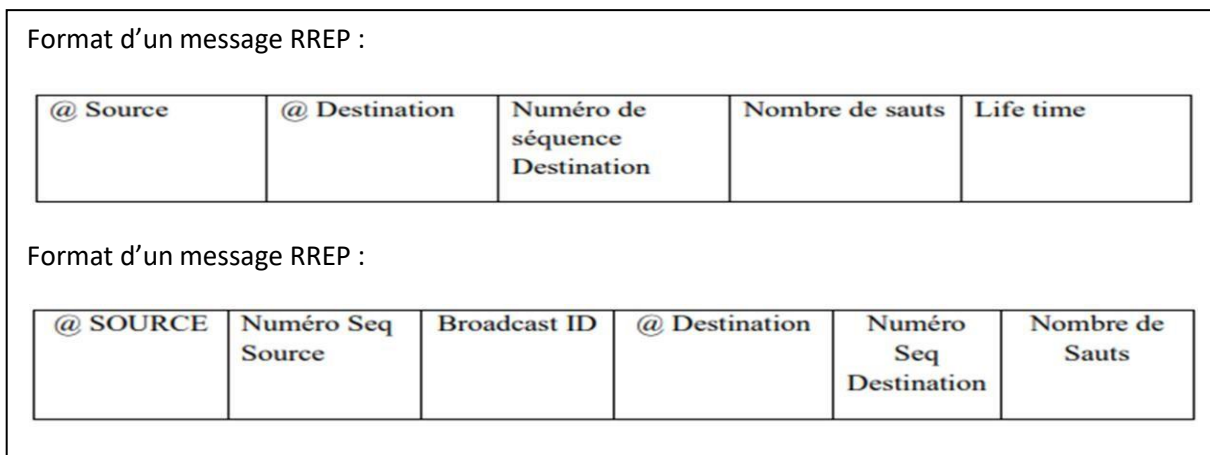 Format d’un message RREP :
@ Source
@ Destination
Numéro de
séquence
Destination
Nombre de sauts
Life time
Format d’un message RREP :
@ SOURCE
Numéro Seq
Source
Broadcast ID
@ Destination
Numéro
Seq
Destination
Nombre de
Sauts